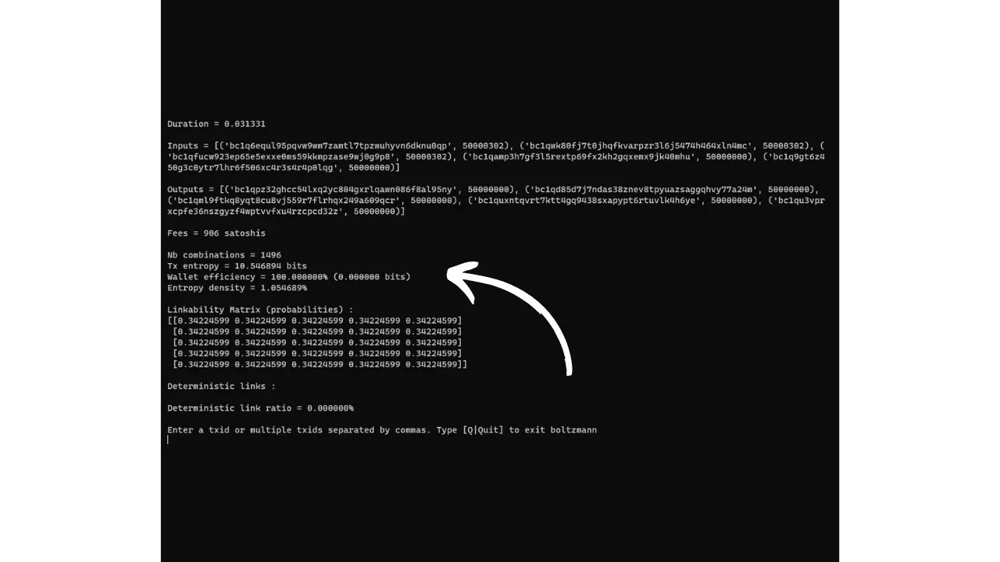 Duration = 0.031331
Inputs = [('bc1q6equl95pqvw9wm7zamtl7tpzwuhyvn6dknu0qp', 50000302), ('bc1qwk80fj7t0jhqfkvarpzr3l6j5474h464xln4mc', 50000302), (
'bc1qfucw923ep65e5exxe0ms59kkmpzase9wj0g9p8', 50000302), ('bc1qamp3h7gf3l5rextp69fx2kh2gqxemx9jk40mhu', 50000000), ('bc1q9gt6z4
50g3c0ytr7lhr6f506xc4r3s4r4p0lqg', 50000000)]
Outputs = [('bc1qpz32ghcc54lxq2yc804gxrlqawn086f8al95ny', 50000000), ('bc1qd85d7j7ndas38znev8tpyuazsaggqhvy77a24m', 50000000),
('bc1qml9ftkq8yqt8cu8vj559r7flrhqx249a609qcr', 50000000), ('bc1quxntqvrt7ktt4gq9438sxapypt6rtuvlk4h6ye', 50000000), ('bc1qu3vpr
xcpfe36nszgyzf4wptvvfxu4rzcpcd32z', 50000000)]
Fees = 906 satoshis
Nb combinations = 1496
Tx entropy = 10.546894 bits
Wallet efficiency = 100.000000% (0.000000 bits)
Entropy density = 1.054689%
Linkability Matrix (probabilities) :
[[0.34224599 0.34224599 0.34224599 0.34224599 0.34224599]
[0.34224599 0.34224599 0.34224599 0.34224599 0.34224599]
[0.34224599 0.34224599 0.34224599 0.34224599 0.34224599]
[0.34224599 0.34224599 0.34224599 0.34224599 0.34224599]
[0.34224599 0.34224599 0.34224599 0.34224599 0.34224599]]
Deterministic links :
Deterministic link ratio = 0.000000%
Enter a txid or multiple txids separated by commas. Type [Q|Quit] to exit boltzmann